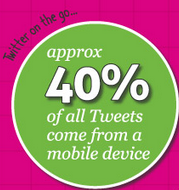 Twitter on the go...
approx
40%
of all Tweets
come from a
mobile device